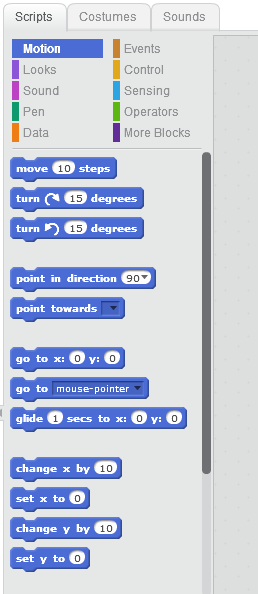 Scripts Costumes Sounds
Motion Events
Looks Control
Sound Sensing
Pen Operators
Data More Blocks
move 10 steps
turn 15 degrees
turn 15 degrees
point in direction 90
point towards
go to x: 0 y: 0
go to mouse-pointer
glide 1 secs to x: 0 y: 0
change x by 10
set x to 0
change y by 10
set y to 0